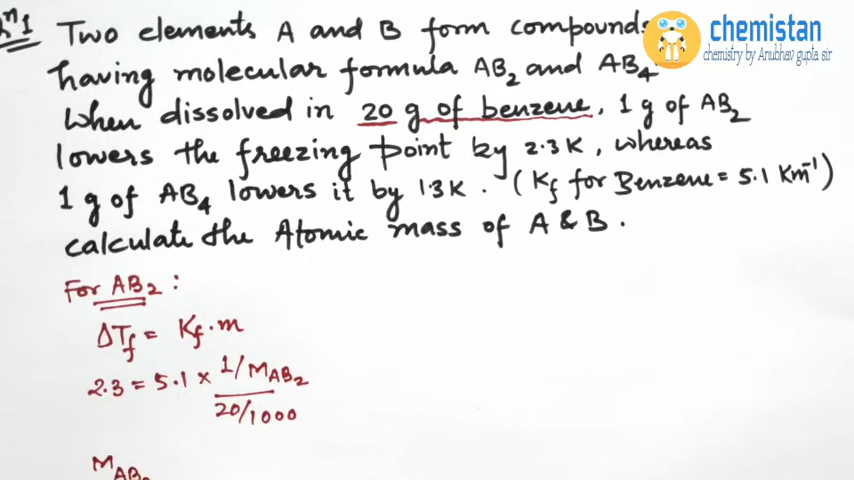 Two elements A and B form compounds
having molecular formula AB₂ and AB₄.
When dissolved in 20 g of benzene, 1 g of AB₂
lowers the freezing point by 2.3 K, whereas
1 g of AB₄ lowers it by 1.3K. (Kf for Benzene = 5.1 Km⁻¹)
calculate the Atomic mass of A & B.
For AB₂ :
ΔTf = Kf . m
2.3 = 5.1 × 1/M_AB₂
20/1000
M_AB₂
chemistan
chemistry by Anubhav gupta sir